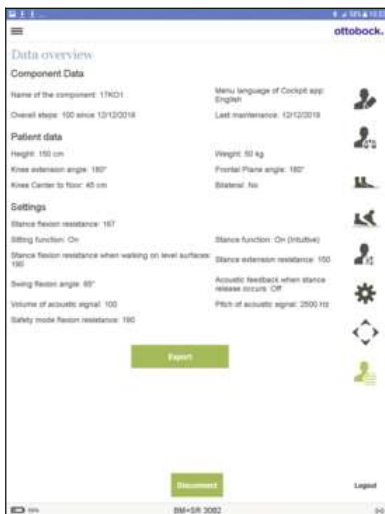 ottobock.
Data overview
Component Data
Name of the component: 17KO1
Menu language of Cockpit app:
English
Overall steps: 100 since 12/12/2019
Last maintenance: 12/12/2019
Patient data
Height: 150 cm
Weight: 50 kg
Knee extension angle: 180°
Frontal Plane angle: 180°
Knee Center to floor: 45 cm
Bilateral: No
Settings
Stance flexion resistance: 167
Sitting function: On
Stance function: On (Intuitive)
Stance flexion resistance when walking on level surfaces:
190
Stance extension resistance: 150
Swing flexion angle: 65°
Acoustic feedback when stance
release occurs: Off
Volume of acoustic signal: 100
Pitch of acoustic signal: 2500 Hz
Safety mode flexion resistance: 190
Export
Disconnect
Logout
BM+SR 3082